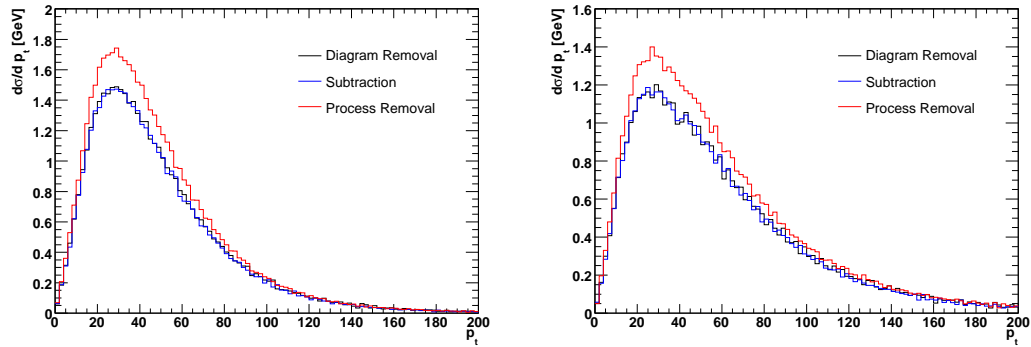 dσ/d p_t [GeV]
2
1.8
1.6
1.4
1.2
1
0.8
0.6
0.4
0.2
0
Diagram Removal
Subtraction
Process Removal
0 20 40 60 80 100 120 140 160 180 200
p_t
dσ/d p_t [GeV]
1.6
1.4
1.2
1
0.8
0.6
0.4
0.2
0
Diagram Removal
Subtraction
Process Removal
0 20 40 60 80 100 120 140 160 180 200
p_t